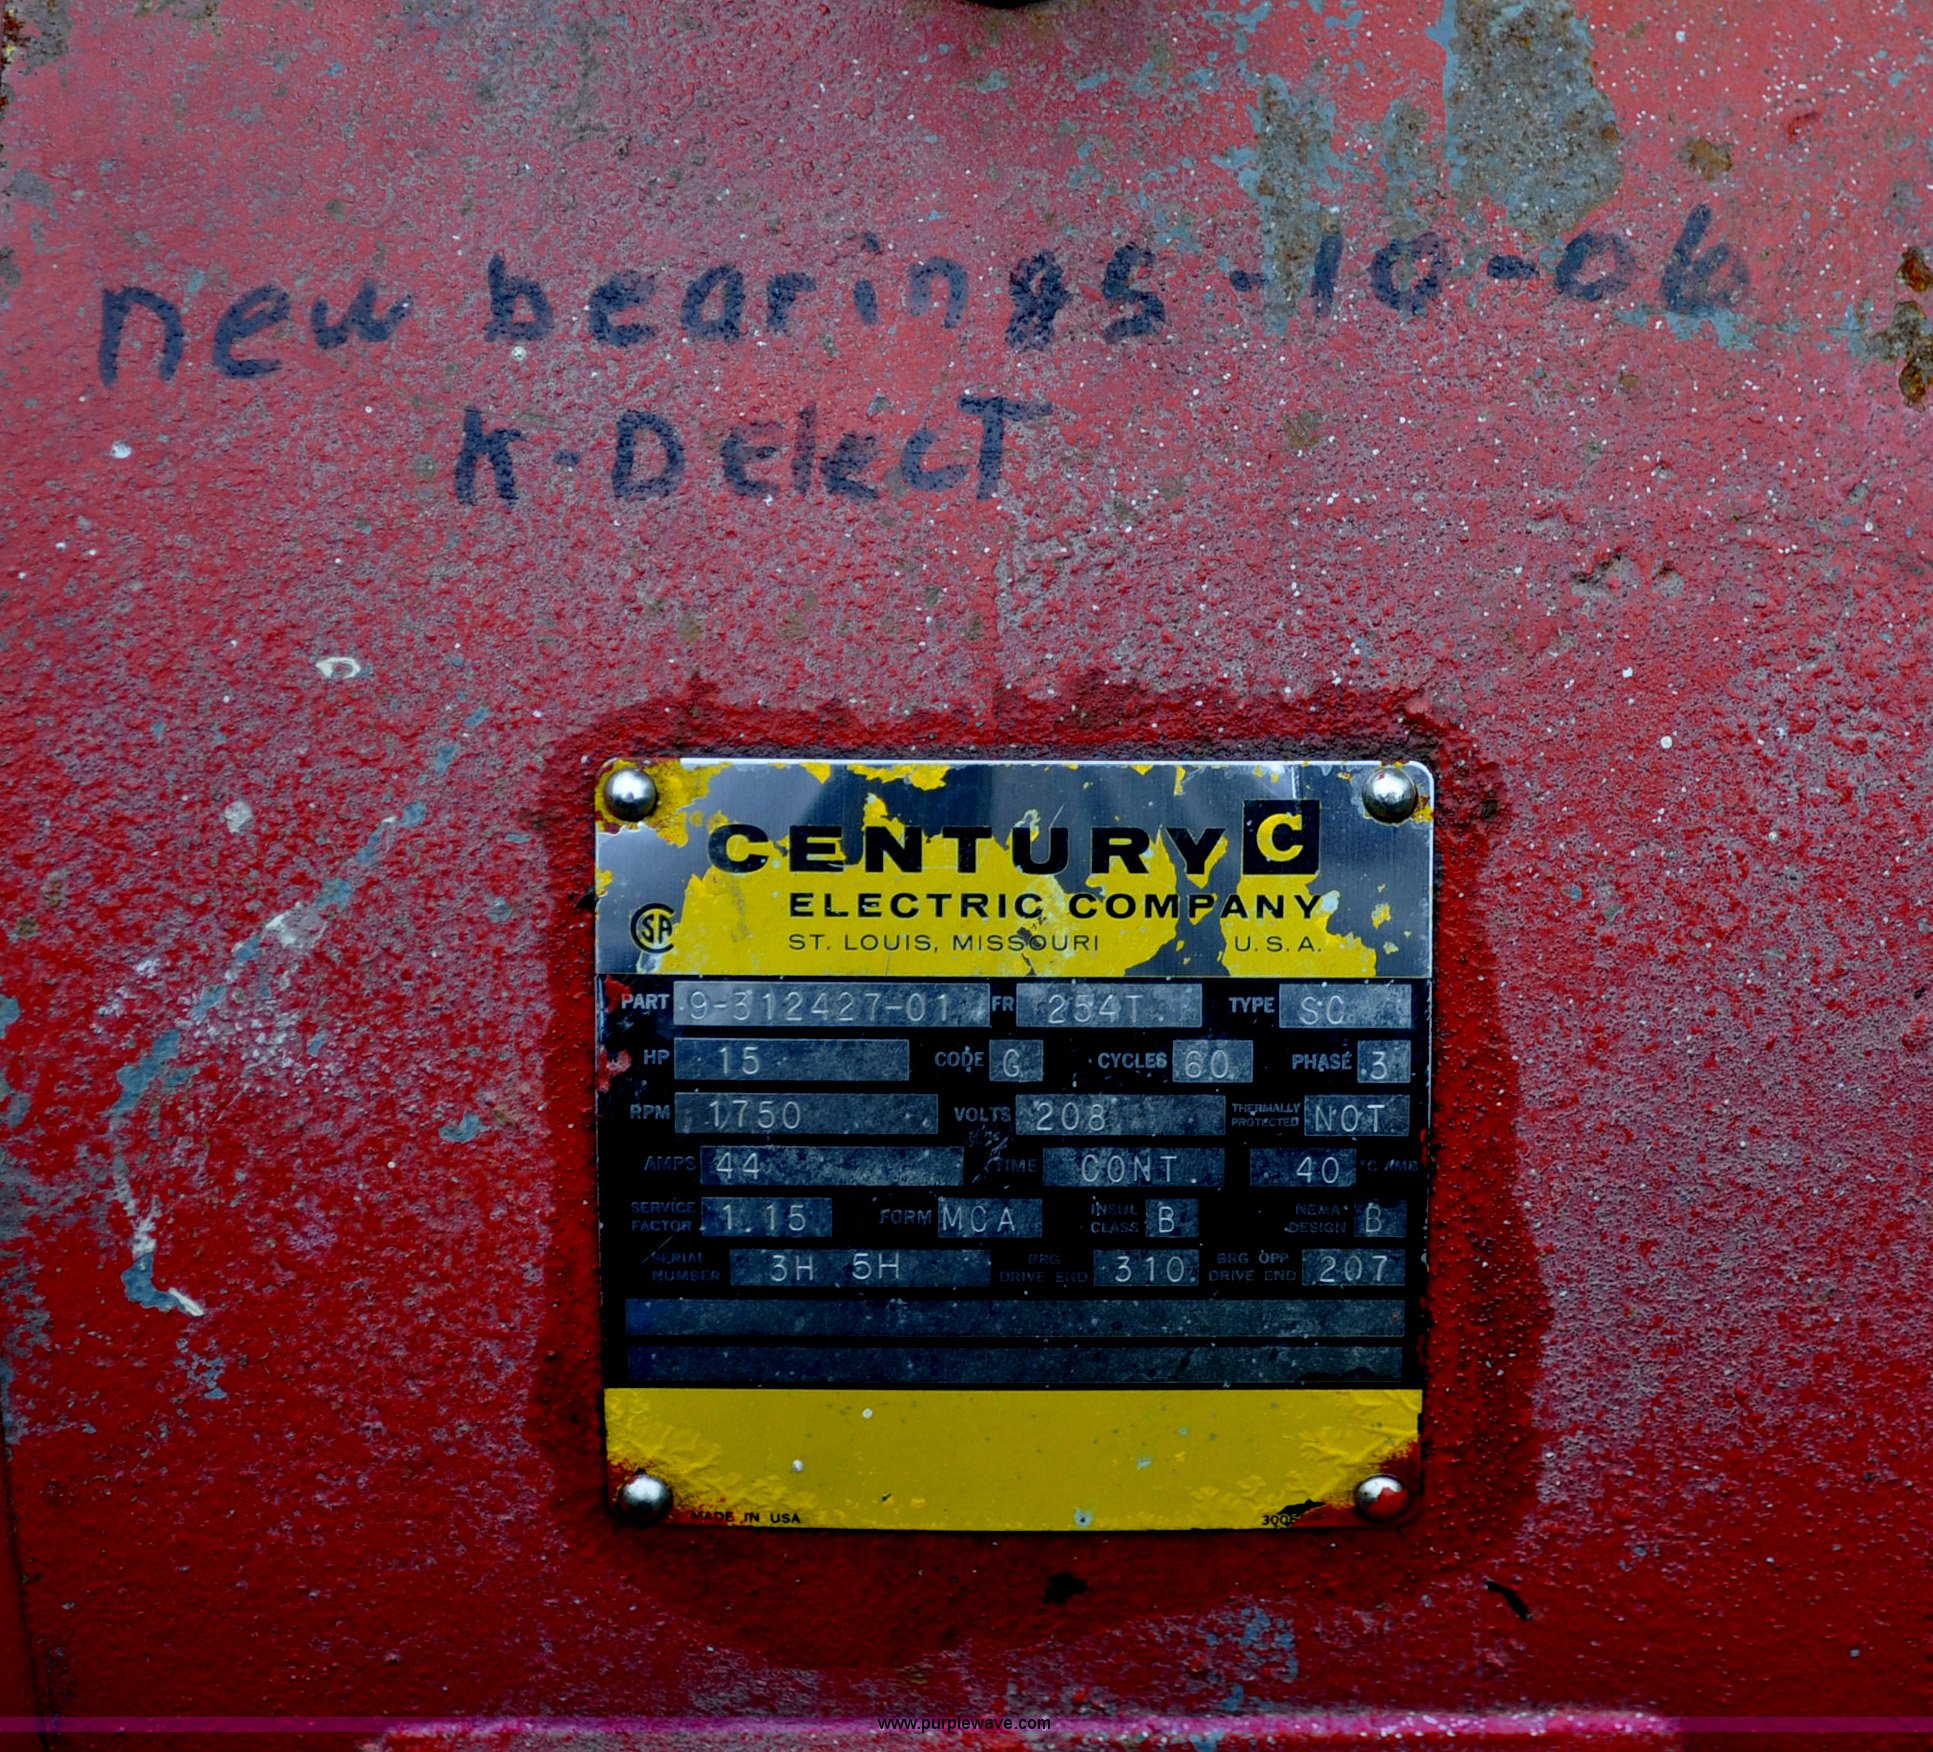 new bearings - 10-06
K.D Elect
CENTURY C
ELECTRIC COMPANY
SA
ST. LOUIS, MISSOURI U.S.A.
PART 9-312427-01 FR 254T TYPE SC
HP 15 CODE G CYCLES 60 PHASE 3
RPM 1750 VOLTS 208 THERMALLY PROTECTED NOT
AMPS 44 TIME CONT 40 °C AMB
SERVICE FACTOR 1.15 FORM MCA INSUL CLASS B NEMA DESIGN B
SERIAL NUMBER 3H 5H BRG DRIVE END 310 BRG OPP DRIVE END 207
MADE IN USA
www.purplewave.com